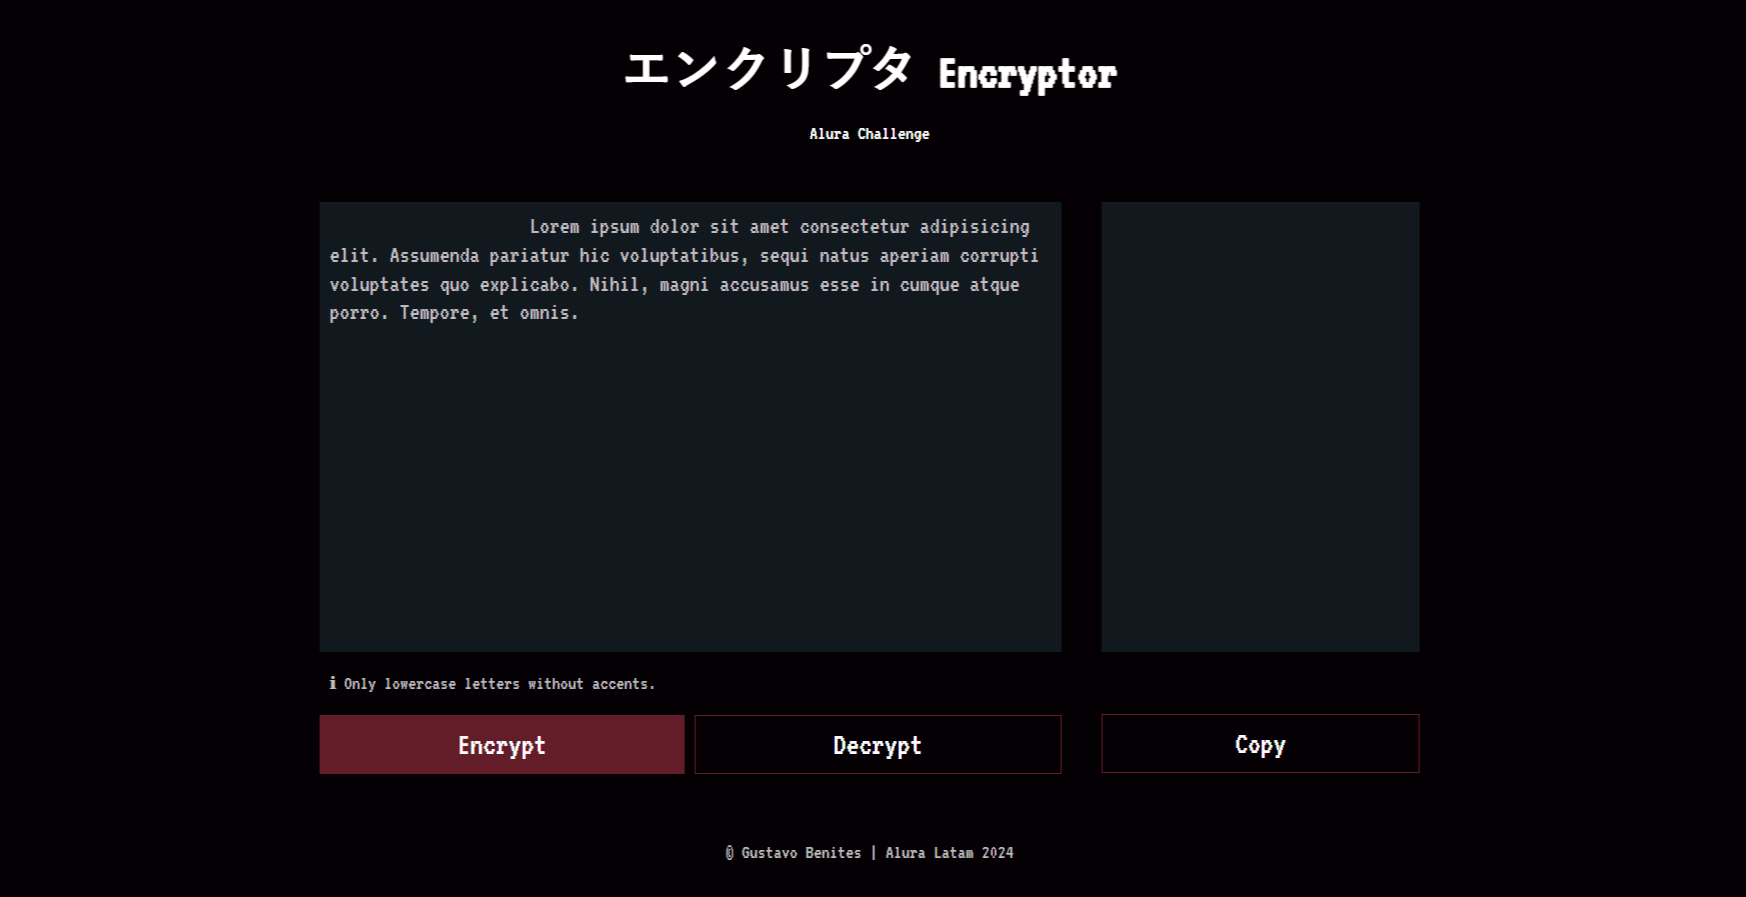 エンクリプタ Encryptor
Alura Challenge
Lorem ipsum dolor sit amet consectetur adipisicing
elit. Assumenda pariatur hic voluptatibus, sequi natus aperiam corrupti
voluptates quo explicabo. Nihil, magni accusamus esse in cumque atque
porro. Tempore, et omnis.
ℹ Only lowercase letters without accents.
Encrypt
Decrypt
Copy
@ Gustavo Benites | Alura Latam 2024